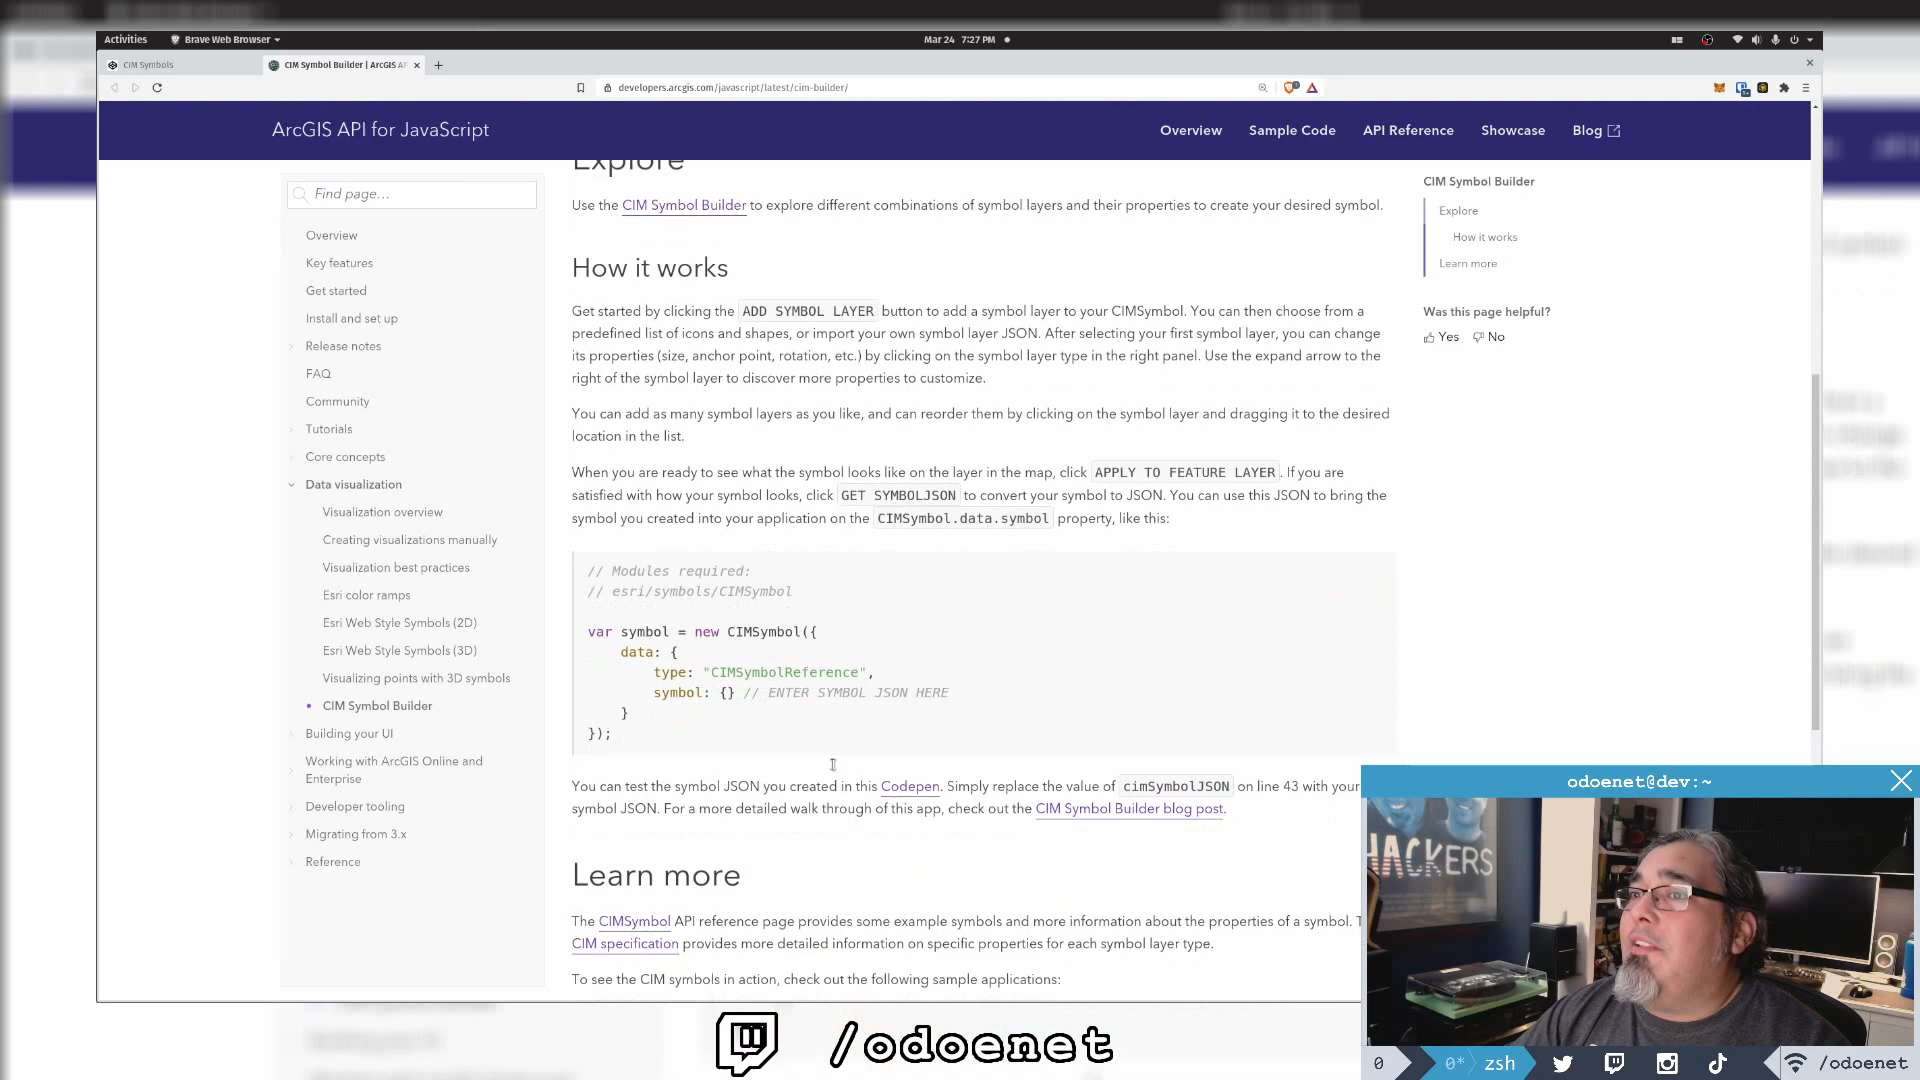 Activities
Brave Web Browser
Mar 24 7:27 PM
CIM Symbols
CIM Symbol Builder | ArcGIS AP
developers.arcgis.com/javascript/latest/cim-builder/
ArcGIS API for JavaScript
Overview
Sample Code
API Reference
Showcase
Blog
Find page...
Overview
Key features
Get started
Install and set up
Release notes
FAQ
Community
Tutorials
Core concepts
Data visualization
Visualization overview
Creating visualizations manually
Visualization best practices
Esri color ramps
Esri Web Style Symbols (2D)
Esri Web Style Symbols (3D)
Visualizing points with 3D symbols
CIM Symbol Builder
Building your UI
Working with ArcGIS Online and
Enterprise
Developer tooling
Migrating from 3.x
Reference
Explore
Use the CIM Symbol Builder to explore different combinations of symbol layers and their properties to create your desired symbol.
How it works
Get started by clicking the ADD SYMBOL LAYER button to add a symbol layer to your CIMSymbol. You can then choose from a
predefined list of icons and shapes, or import your own symbol layer JSON. After selecting your first symbol layer, you can change
its properties (size, anchor point, rotation, etc.) by clicking on the symbol layer type in the right panel. Use the expand arrow to the
right of the symbol layer to discover more properties to customize.
You can add as many symbol layers as you like, and can reorder them by clicking on the symbol layer and dragging it to the desired
location in the list.
When you are ready to see what the symbol looks like on the layer in the map, click APPLY TO FEATURE LAYER. If you are
satisfied with how your symbol looks, click GET SYMBOLJSON to convert your symbol to JSON. You can use this JSON to bring the
symbol you created into your application on the CIMSymbol.data.symbol property, like this:
// Modules required:
// esri/symbols/CIMSymbol
var symbol = new CIMSymbol({
data: {
type: "CIMSymbolReference",
symbol: {} // ENTER SYMBOL JSON HERE
}
});
You can test the symbol JSON you created in this Codepen. Simply replace the value of cimSymbolJSON on line 43 with your
symbol JSON. For a more detailed walk through of this app, check out the CIM Symbol Builder blog post.
Learn more
The CIMSymbol API reference page provides some example symbols and more information about the properties of a symbol. T
CIM specification provides more detailed information on specific properties for each symbol layer type.
To see the CIM symbols in action, check out the following sample applications:
CIM Symbol Builder
Explore
How it works
Learn more
Was this page helpful?
Yes
No
odoenet@dev:~
HACKERS
/odoenet
0
0*
zsh
/odoenet